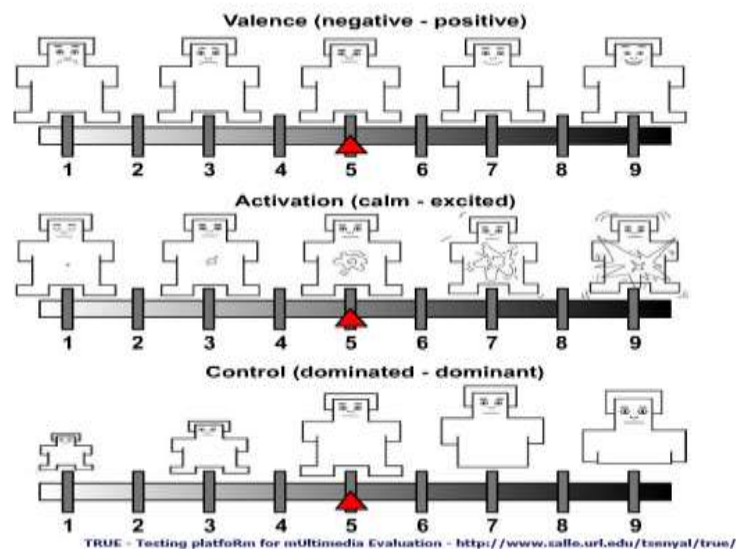 Valence (negative - positive)
1 2 3 4 5 6 7 8 9
Activation (calm - excited)
1 2 3 4 5 6 7 8 9
Control (dominated - dominant)
1 2 3 4 5 6 7 8 9
TRUE - Testing platfoRm for mUltimedia Evaluation - http://www.salle.url.edu/tsenyal/true/